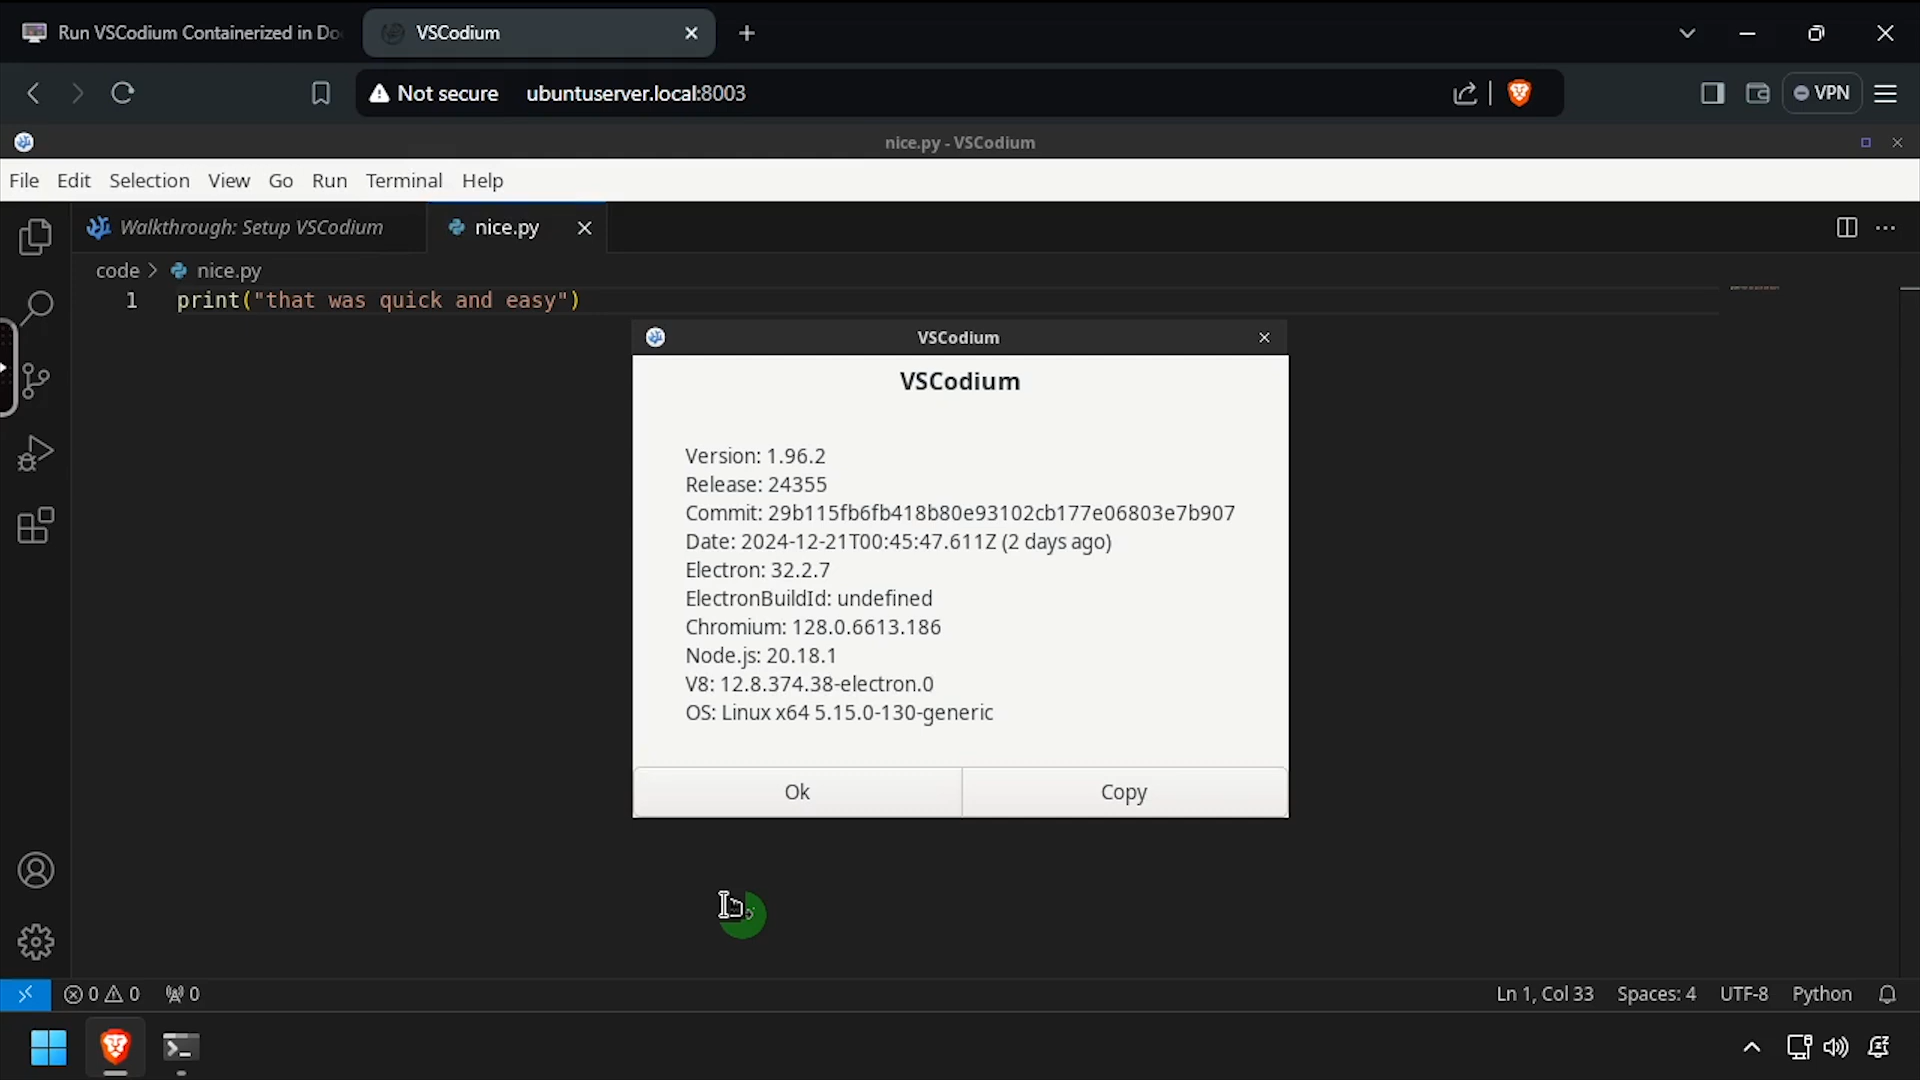 Run VSCodium Containerized in Do
VSCodium
Not secure ubuntuserver.local:8003
VPN
nice.py - VSCodium
File Edit Selection View Go Run Terminal Help
Walkthrough: Setup VSCodium
nice.py
code > nice.py
1 print("that was quick and easy")
VSCodium
VSCodium
Version: 1.96.2
Release: 24355
Commit: 29b115fb6fb418b80e93102cb177e06803e7b907
Date: 2024-12-21T00:45:47.611Z (2 days ago)
Electron: 32.2.7
ElectronBuildId: undefined
Chromium: 128.0.6613.186
Node.js: 20.18.1
V8: 12.8.374.38-electron.0
OS: Linux x64 5.15.0-130-generic
Ok Copy
0 0 0
Ln 1, Col 33 Spaces: 4 UTF-8 Python